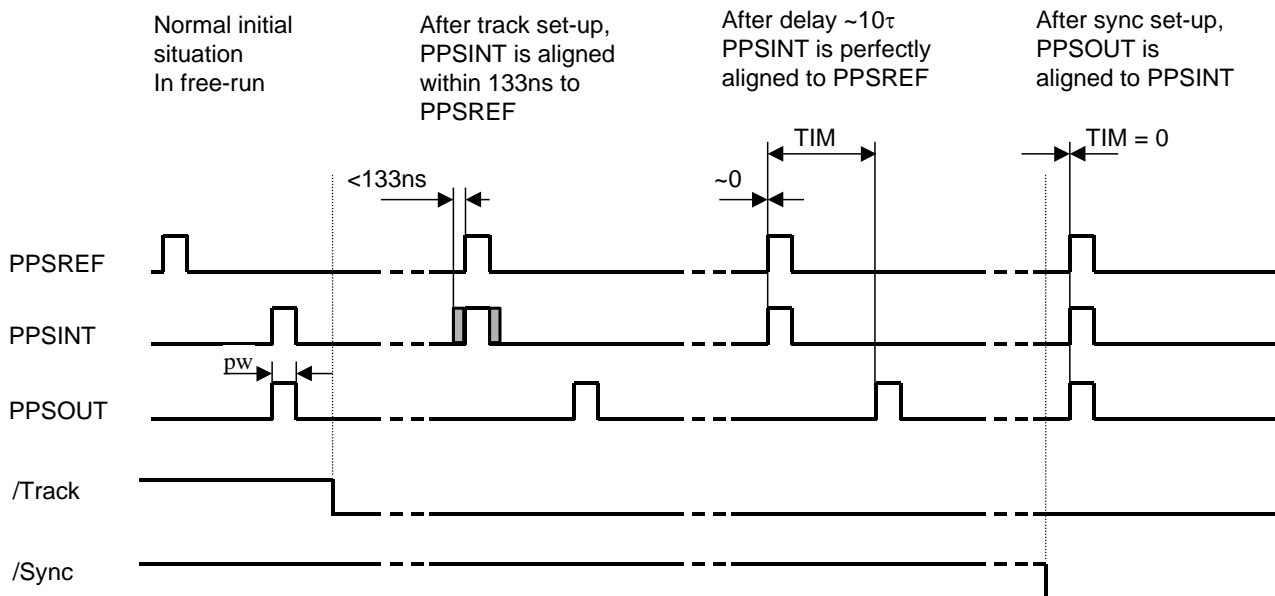 Normal initial
situation
In free-run
After track set-up,
PPSINT is aligned
within 133ns to
PPSREF
After delay ~10τ
PPSINT is perfectly
aligned to PPSREF
After sync set-up,
PPSOUT is
aligned to PPSINT
TIM
TIM = 0
<133ns
~0
PPSREF
PPSINT
pw
PPSOUT
/Track
/Sync